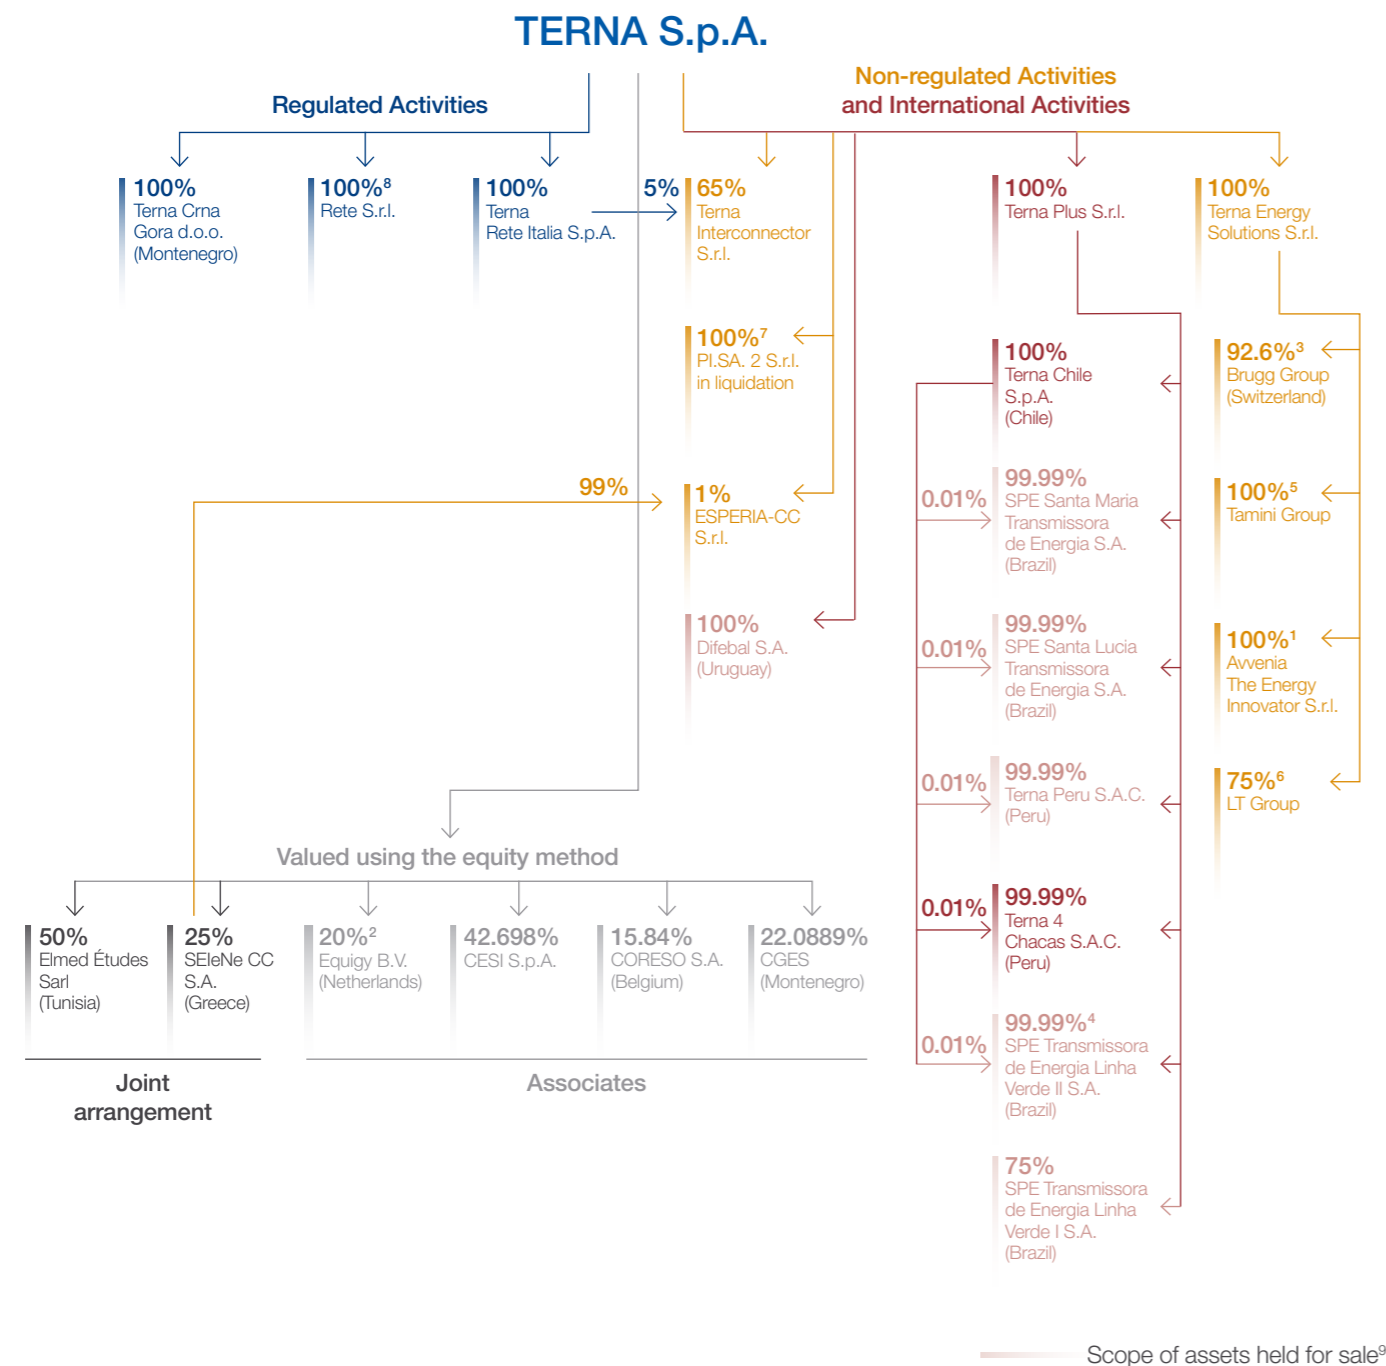 TERNA S.p.A.
Regulated Activities
Non-regulated Activities
and International Activities
100%
Terna Crna
Gora d.o.o.
(Montenegro)
100%⁸
Rete S.r.l.
100%
Terna
Rete Italia S.p.A.
5%
65%
Terna
Interconnector
S.r.l.
100%
Terna Plus S.r.l.
100%
Terna Energy
Solutions S.r.l.
100%⁷
PI.SA. 2 S.r.l.
in liquidation
99%
1%
ESPERIA-CC
S.r.l.
100%
Difebal S.A.
(Uruguay)
100%
Terna Chile
S.p.A.
(Chile)
0.01%
99.99%
SPE Santa Maria
Transmissora
de Energia S.A.
(Brazil)
0.01%
99.99%
SPE Santa Lucia
Transmissora
de Energia S.A.
(Brazil)
0.01%
99.99%
Terna Peru S.A.C.
(Peru)
0.01%
99.99%
Terna 4
Chacas S.A.C.
(Peru)
0.01%
99.99%⁴
SPE Transmissora
de Energia Linha
Verde II S.A.
(Brazil)
75%
SPE Transmissora
de Energia Linha
Verde I S.A.
(Brazil)
92.6%³
Brugg Group
(Switzerland)
100%⁵
Tamini Group
100%¹
Avvenia
The Energy
Innovator S.r.l.
75%⁶
LT Group
Valued using the equity method
50%
Elmed Études
Sarl
(Tunisia)
25%
SEleNe CC
S.A.
(Greece)
20%²
Equigy B.V.
(Netherlands)
42.698%
CESI S.p.A.
15.84%
CORESO S.A.
(Belgium)
22.0889%
CGES
(Montenegro)
Joint
arrangement
Associates
Scope of assets held for sale⁹